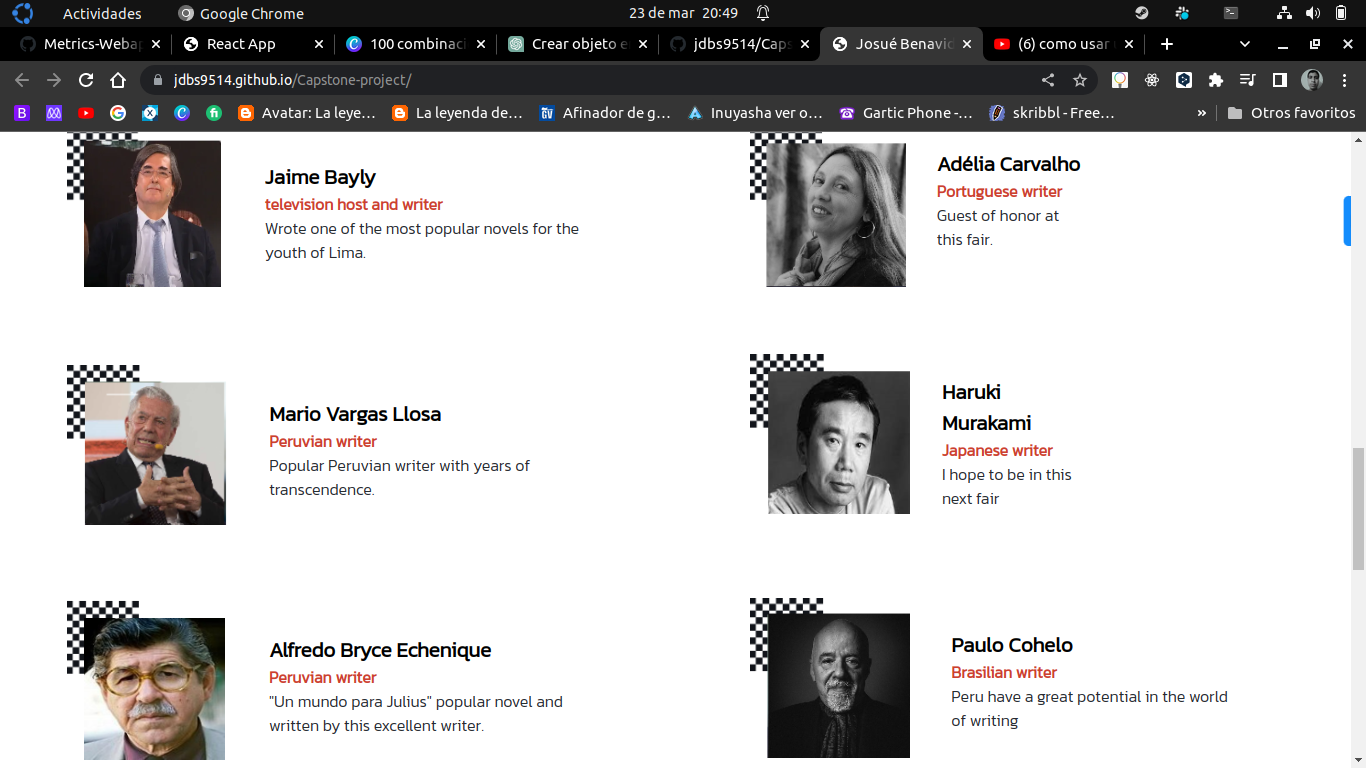 Actividades
Google Chrome
23 de mar 20:49
Metrics-Weba
React App
100 combinaci
Crear objeto e
jdbs9514/Caps
Josué Benavid
(6) como usar
jdbs9514.github.io/Capstone-project/
Avatar: La leye...
La leyenda de...
Afinador de g...
Inuyasha ver o...
Gartic Phone -...
skribbl - Free...
»
Otros favoritos
Jaime Bayly
television host and writer
Wrote one of the most popular novels for the
youth of Lima.
Adélia Carvalho
Portuguese writer
Guest of honor at
this fair.
Mario Vargas Llosa
Peruvian writer
Popular Peruvian writer with years of
transcendence.
Haruki
Murakami
Japanese writer
I hope to be in this
next fair
Alfredo Bryce Echenique
Peruvian writer
"Un mundo para Julius" popular novel and
written by this excellent writer.
Paulo Cohelo
Brasilian writer
Peru have a great potential in the world
of writing